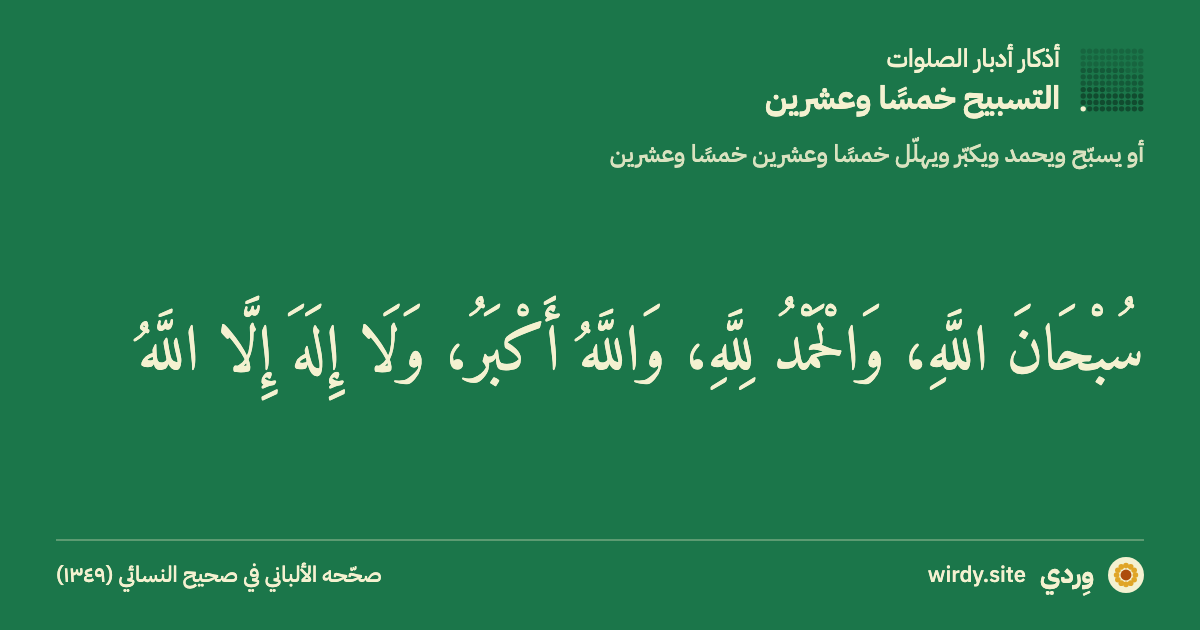 أذكار أدبار الصلوات
التسبيح خمسًا وعشرين
أو يسبّح ويحمد ويكبّر ويهلّل خمسًا وعشرين خمسًا وعشرين
سُبْحَانَ اللَّهِ، وَالْحَمْدُ لِلَّهِ، وَاللَّهُ أَكْبَرُ، وَلَا إِلَهَ إِلَّا اللَّهُ
وِردي wirdy.site
صحّحه الألباني في صحيح النسائي (١٣٤٩)